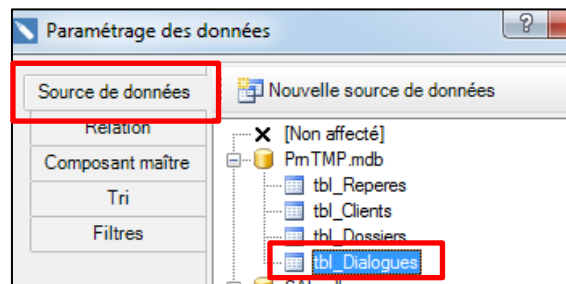 Paramétrage des données
?
Source de données
Nouvelle source de données
Relation
[Non affecté]
Composant maître
PmTMP.mdb
tbl_Reperes
Tri
tbl_Clients
Filtres
tbl_Dossiers
tbl_Dialogues